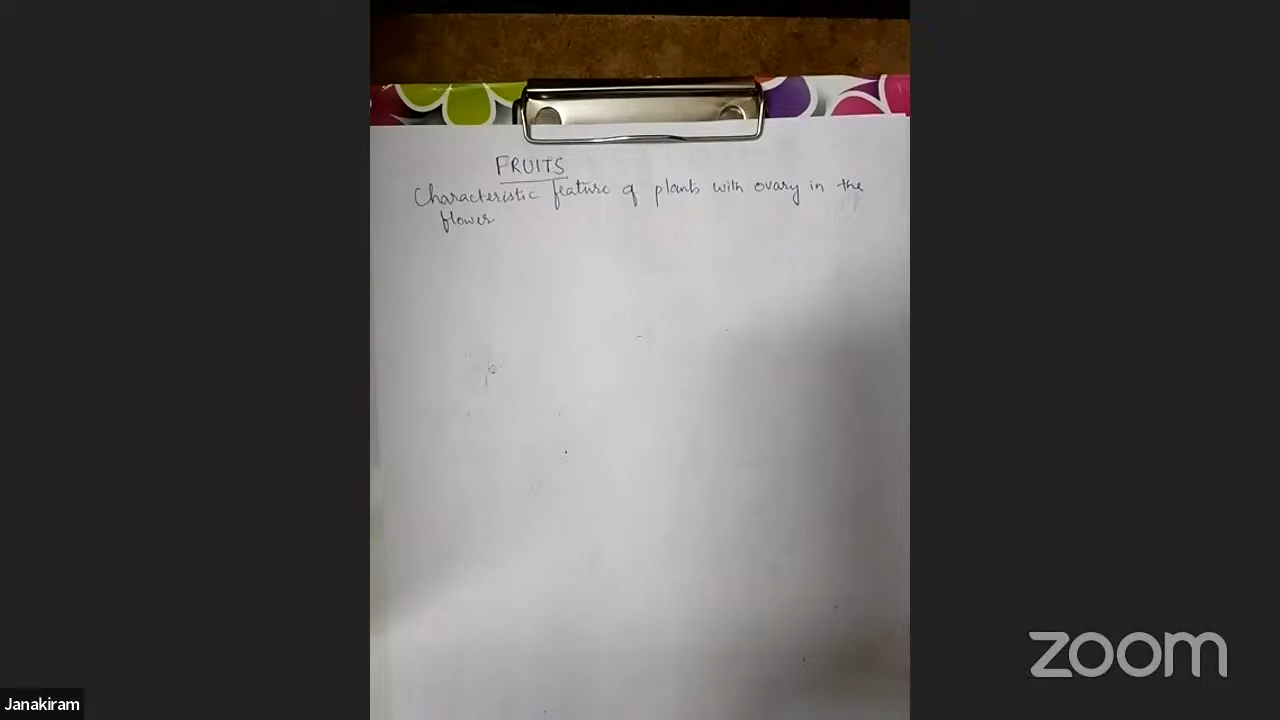 FRUITS
Characteristic feature of plants with ovary in the
flower
zoom
Janakiram